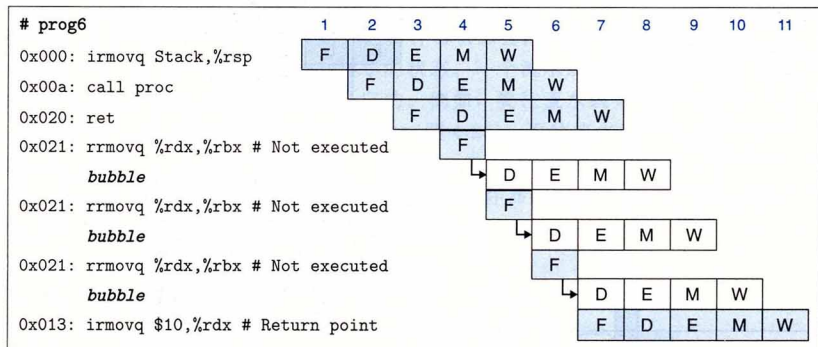 # prog6 1 2 3 4 5 6 7 8 9 10 11
0x000: irmovq Stack,%rsp F D E M W
0x00a: call proc F D E M W
0x020: ret F D E M W
0x021: rrmovq %rdx,%rbx # Not executed F
bubble D E M W
0x021: rrmovq %rdx,%rbx # Not executed F
bubble D E M W
0x021: rrmovq %rdx,%rbx # Not executed F
bubble D E M W
0x013: irmovq $10,%rdx # Return point F D E M W